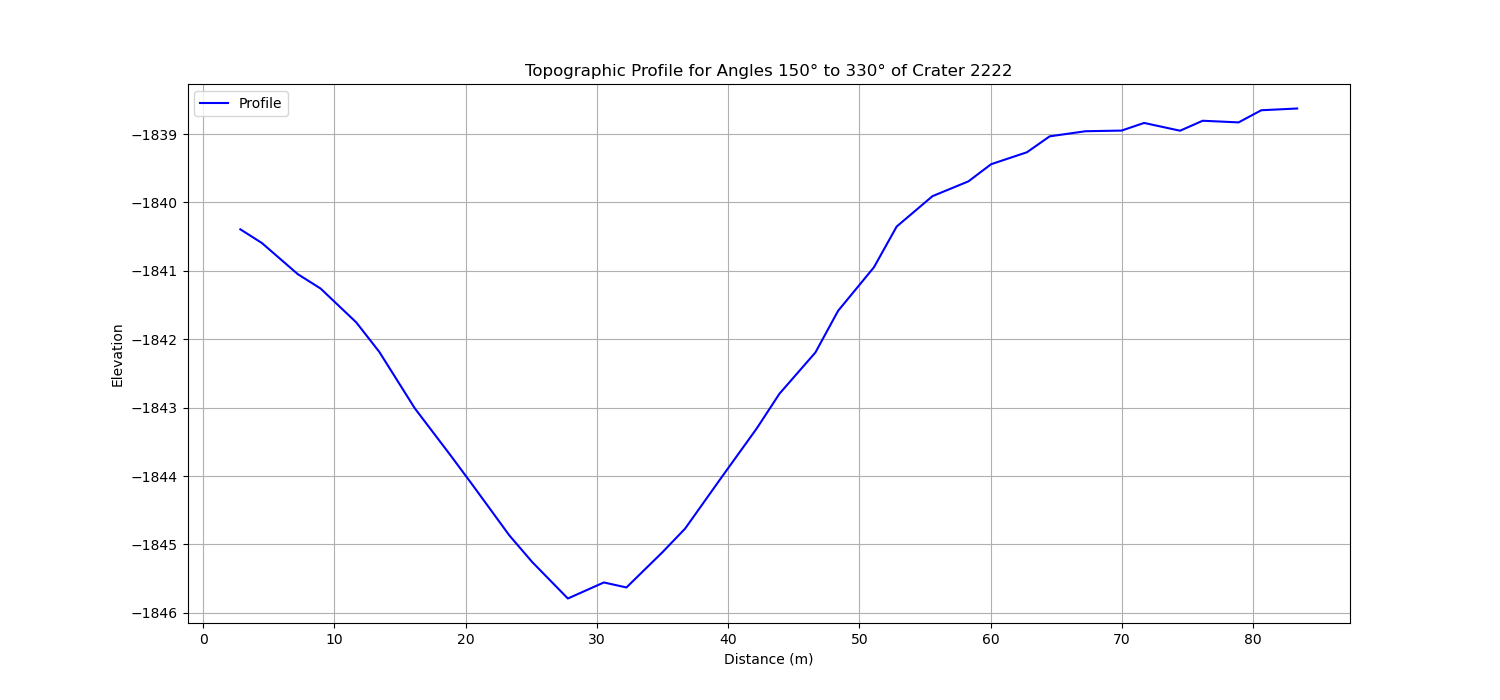 Topographic Profile for Angles 150° to 330° of Crater 2222
Profile
−1839
−1840
−1841
−1842
−1843
−1844
−1845
−1846
Elevation
0 10 20 30 40 50 60 70 80
Distance (m)